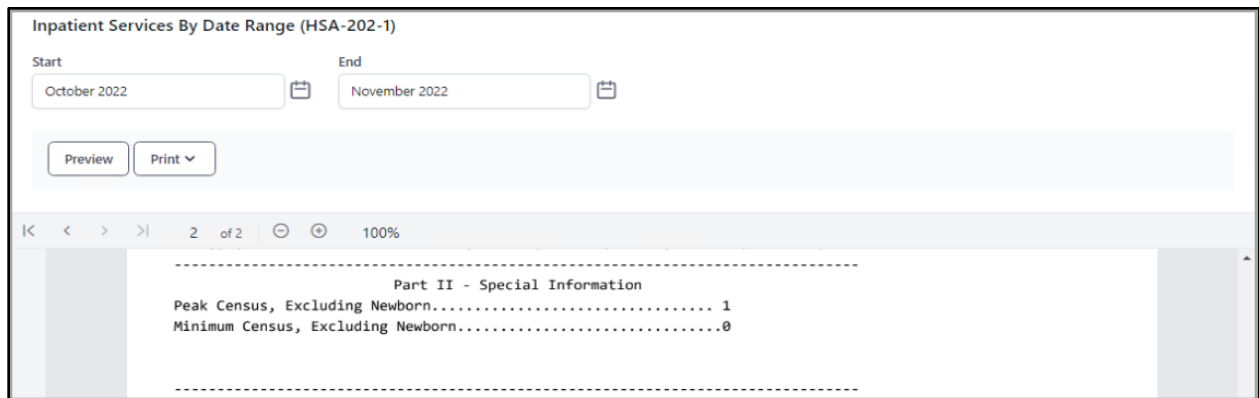 Inpatient Services By Date Range (HSA-202-1)
Start End
October 2022 November 2022
Preview Print
2 of 2 100%
--------------------------------------------------------------------------------
Part II - Special Information
Peak Census, Excluding Newborn................................. 1
Minimum Census, Excluding Newborn...............................0
--------------------------------------------------------------------------------